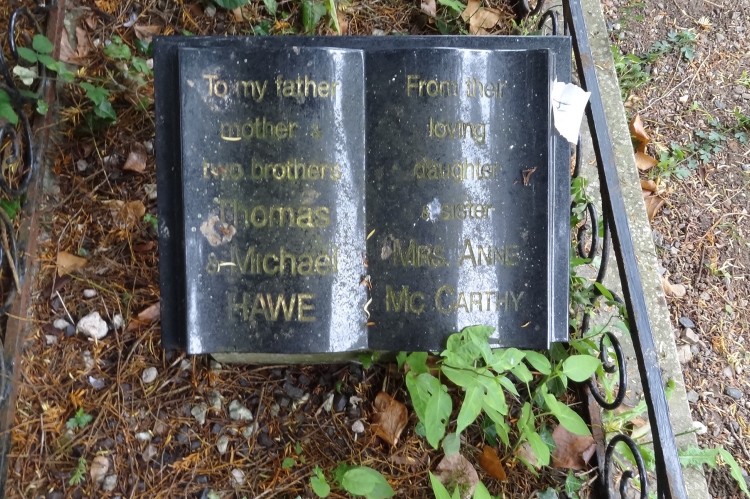 To my father
mother &
two brothers
Thomas
& Michael
HAWE
From their
loving
daughter
& sister
MRS. ANNE
MC CARTHY